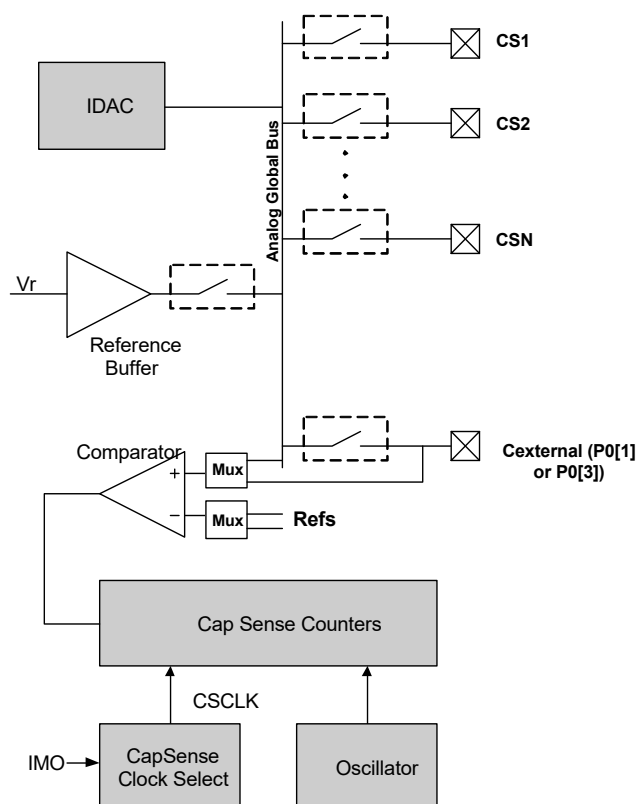 CS1
IDAC
CS2
Analog Global Bus
CSN
Vr
Reference
Buffer
Comparator
+
Mux
Cexternal (P0[1]
or P0[3])
−
Mux
Refs
Cap Sense Counters
CSCLK
IMO
CapSense
Clock Select
Oscillator